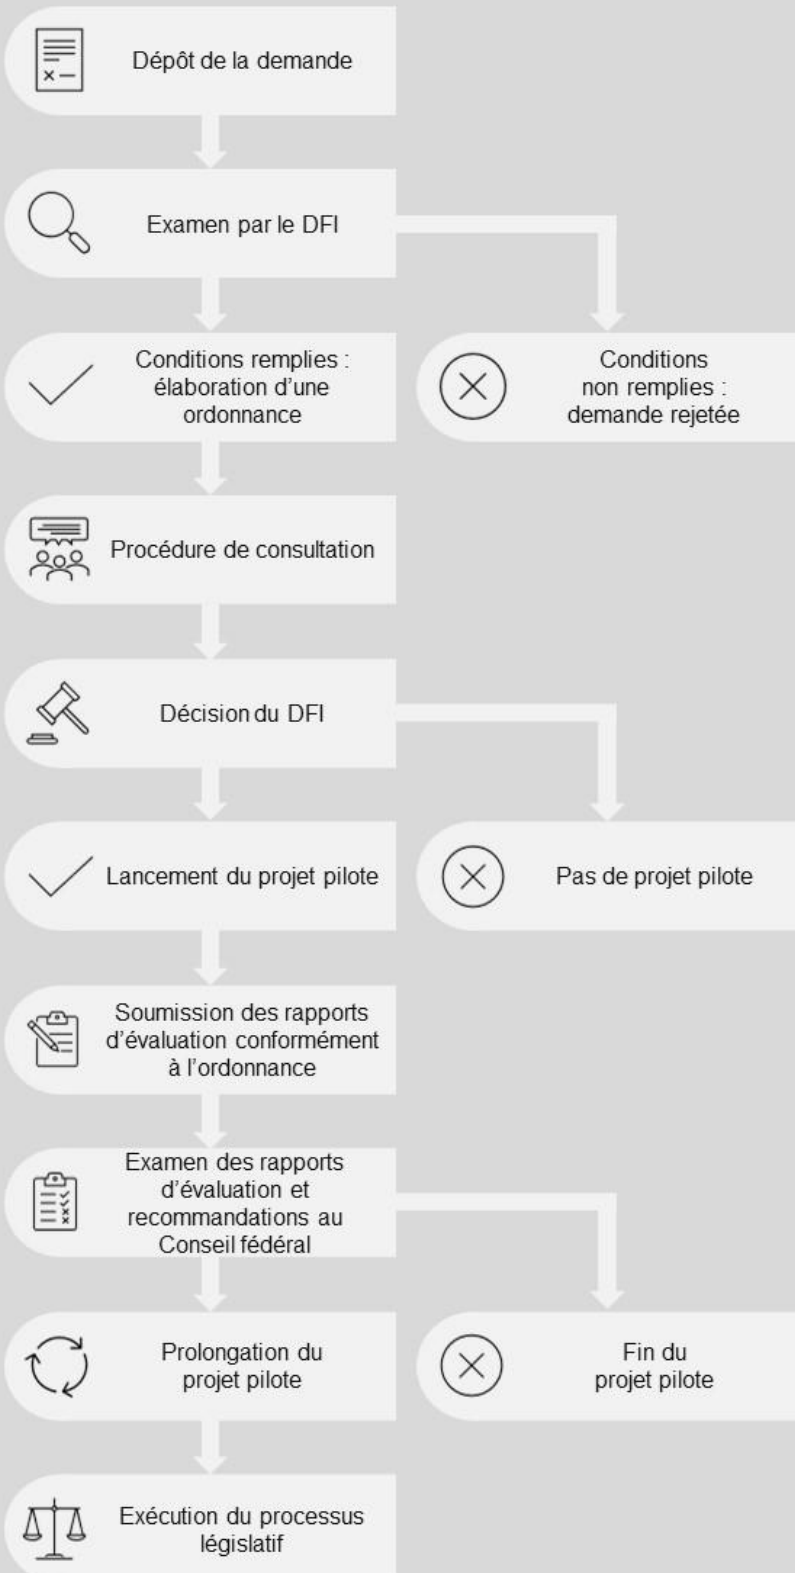 Dépôt de la demande
Examen par le DFI
Conditions remplies :
élaboration d'une
ordonnance
Conditions
non remplies :
demande rejetée
Procédure de consultation
Décision du DFI
Lancement du projet pilote
Pas de projet pilote
Soumission des rapports
d'évaluation conformément
à l'ordonnance
Examen des rapports
d'évaluation et
recommandations au
Conseil fédéral
Prolongation du
projet pilote
Fin du
projet pilote
Exécution du processus
législatif